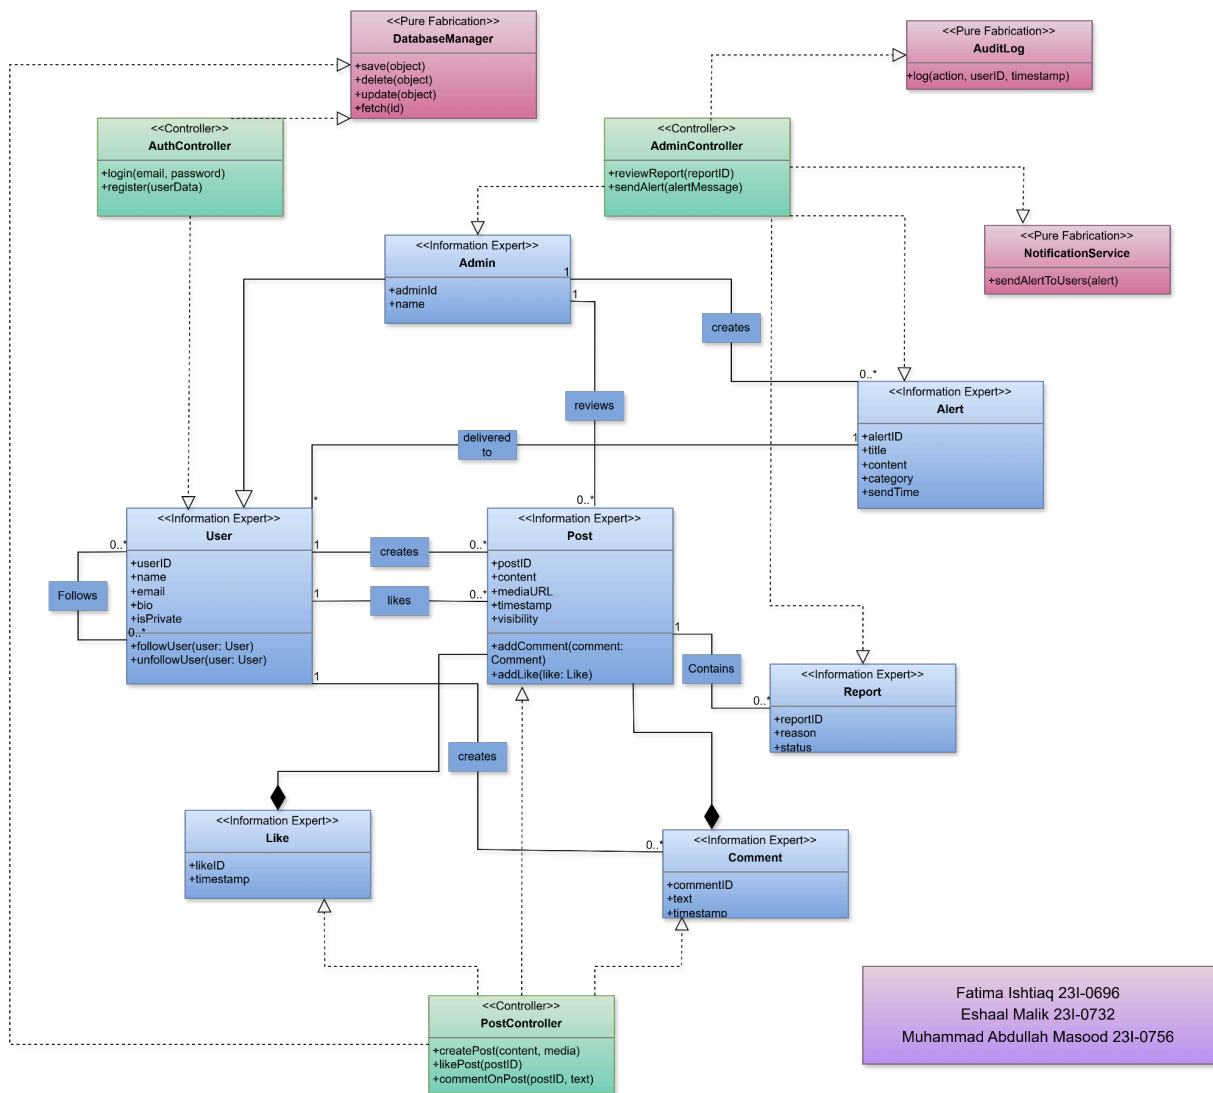 <<Pure Fabrication>>
DatabaseManager
+save(object)
+delete(object)
+update(object)
+fetch(id)
<<Pure Fabrication>>
AuditLog
+log(action, userID, timestamp)
<<Controller>>
AuthController
+login(email, password)
+register(userData)
<<Controller>>
AdminController
+reviewReport(reportID)
+sendAlert(alertMessage)
<<Pure Fabrication>>
NotificationService
+sendAlertToUsers(alert)
<<Information Expert>>
Admin
+adminId
+name
1
1
creates
0..*
reviews
0..*
<<Information Expert>>
Alert
+alertID
+title
+content
+category
+sendTime
1
delivered
to
*
<<Information Expert>>
User
+userID
+name
+email
+bio
+isPrivate
+followUser(user: User)
+unfollowUser(user: User)
0..*
Follows
0..*
1
creates
0..*
1
likes
0..*
1
creates
0..*
<<Information Expert>>
Post
+postID
+content
+mediaURL
+timestamp
+visibility
+addComment(comment:
Comment)
+addLike(like: Like)
1
Contains
0..*
<<Information Expert>>
Report
+reportID
+reason
+status
<<Information Expert>>
Like
+likeID
+timestamp
<<Information Expert>>
Comment
+commentID
+text
+timestamp
<<Controller>>
PostController
+createPost(content, media)
+likePost(postID)
+commentOnPost(postID, text)
Fatima Ishtiaq 23I-0696
Eshaal Malik 23I-0732
Muhammad Abdullah Masood 23I-0756